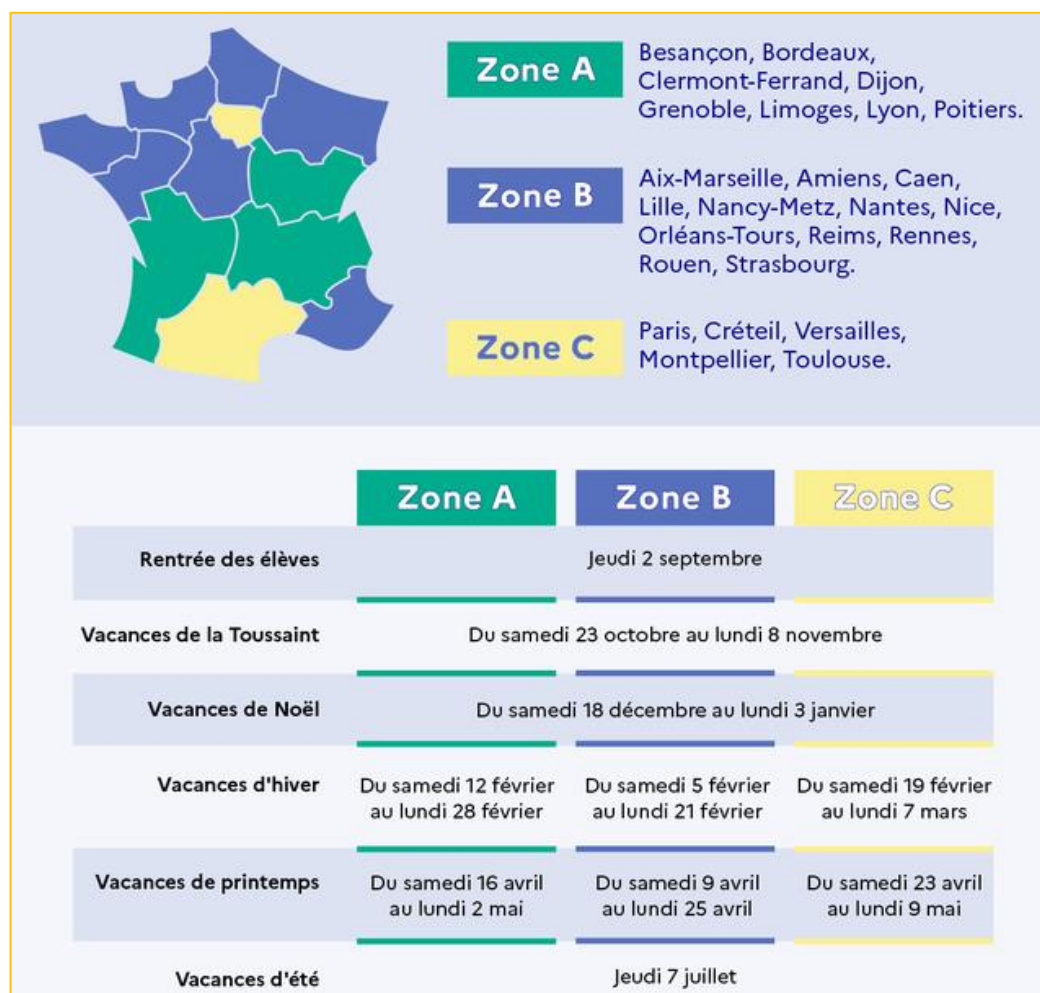 Zone A
Besançon, Bordeaux,
Clermont-Ferrand, Dijon,
Grenoble, Limoges, Lyon, Poitiers.
Zone B
Aix-Marseille, Amiens, Caen,
Lille, Nancy-Metz, Nantes, Nice,
Orléans-Tours, Reims, Rennes,
Rouen, Strasbourg.
Zone C
Paris, Créteil, Versailles,
Montpellier, Toulouse.
Zone A Zone B Zone C
Rentrée des élèves Jeudi 2 septembre
Vacances de la Toussaint Du samedi 23 octobre au lundi 8 novembre
Vacances de Noël Du samedi 18 décembre au lundi 3 janvier
Vacances d'hiver Du samedi 12 février Du samedi 5 février Du samedi 19 février
au lundi 28 février au lundi 21 février au lundi 7 mars
Vacances de printemps Du samedi 16 avril Du samedi 9 avril Du samedi 23 avril
au lundi 2 mai au lundi 25 avril au lundi 9 mai
Vacances d'été Jeudi 7 juillet